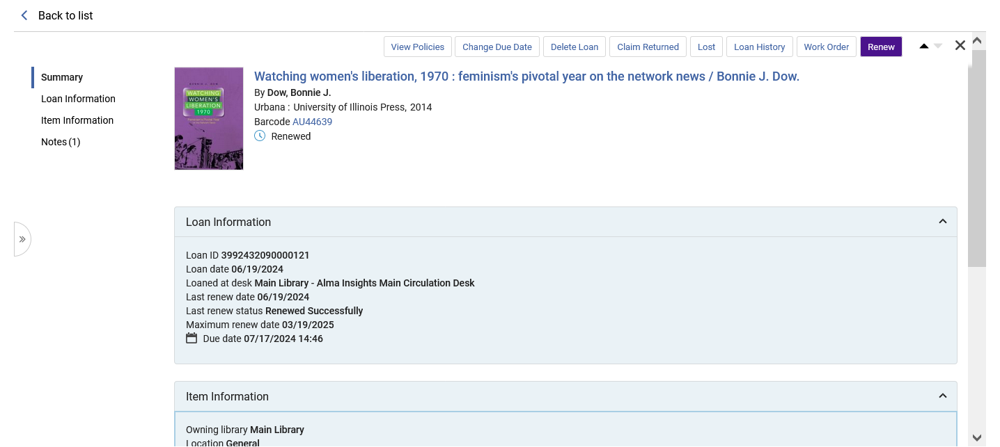 Back to list
View Policies Change Due Date Delete Loan Claim Returned Lost Loan History Work Order Renew
Summary
Loan Information
Item Information
Notes (1)
BONNIE J. DOW
WATCHING
WOMEN'S
LIBERATION
1970
Watching women's liberation, 1970 : feminism's pivotal year on the network news / Bonnie J. Dow.
By Dow, Bonnie J.
Urbana : University of Illinois Press, 2014
Barcode AU44639
Renewed
Loan Information
Loan ID 3992432090000121
Loan date 06/19/2024
Loaned at desk Main Library - Alma Insights Main Circulation Desk
Last renew date 06/19/2024
Last renew status Renewed Successfully
Maximum renew date 03/19/2025
Due date 07/17/2024 14:46
Item Information
Owning library Main Library
Location General